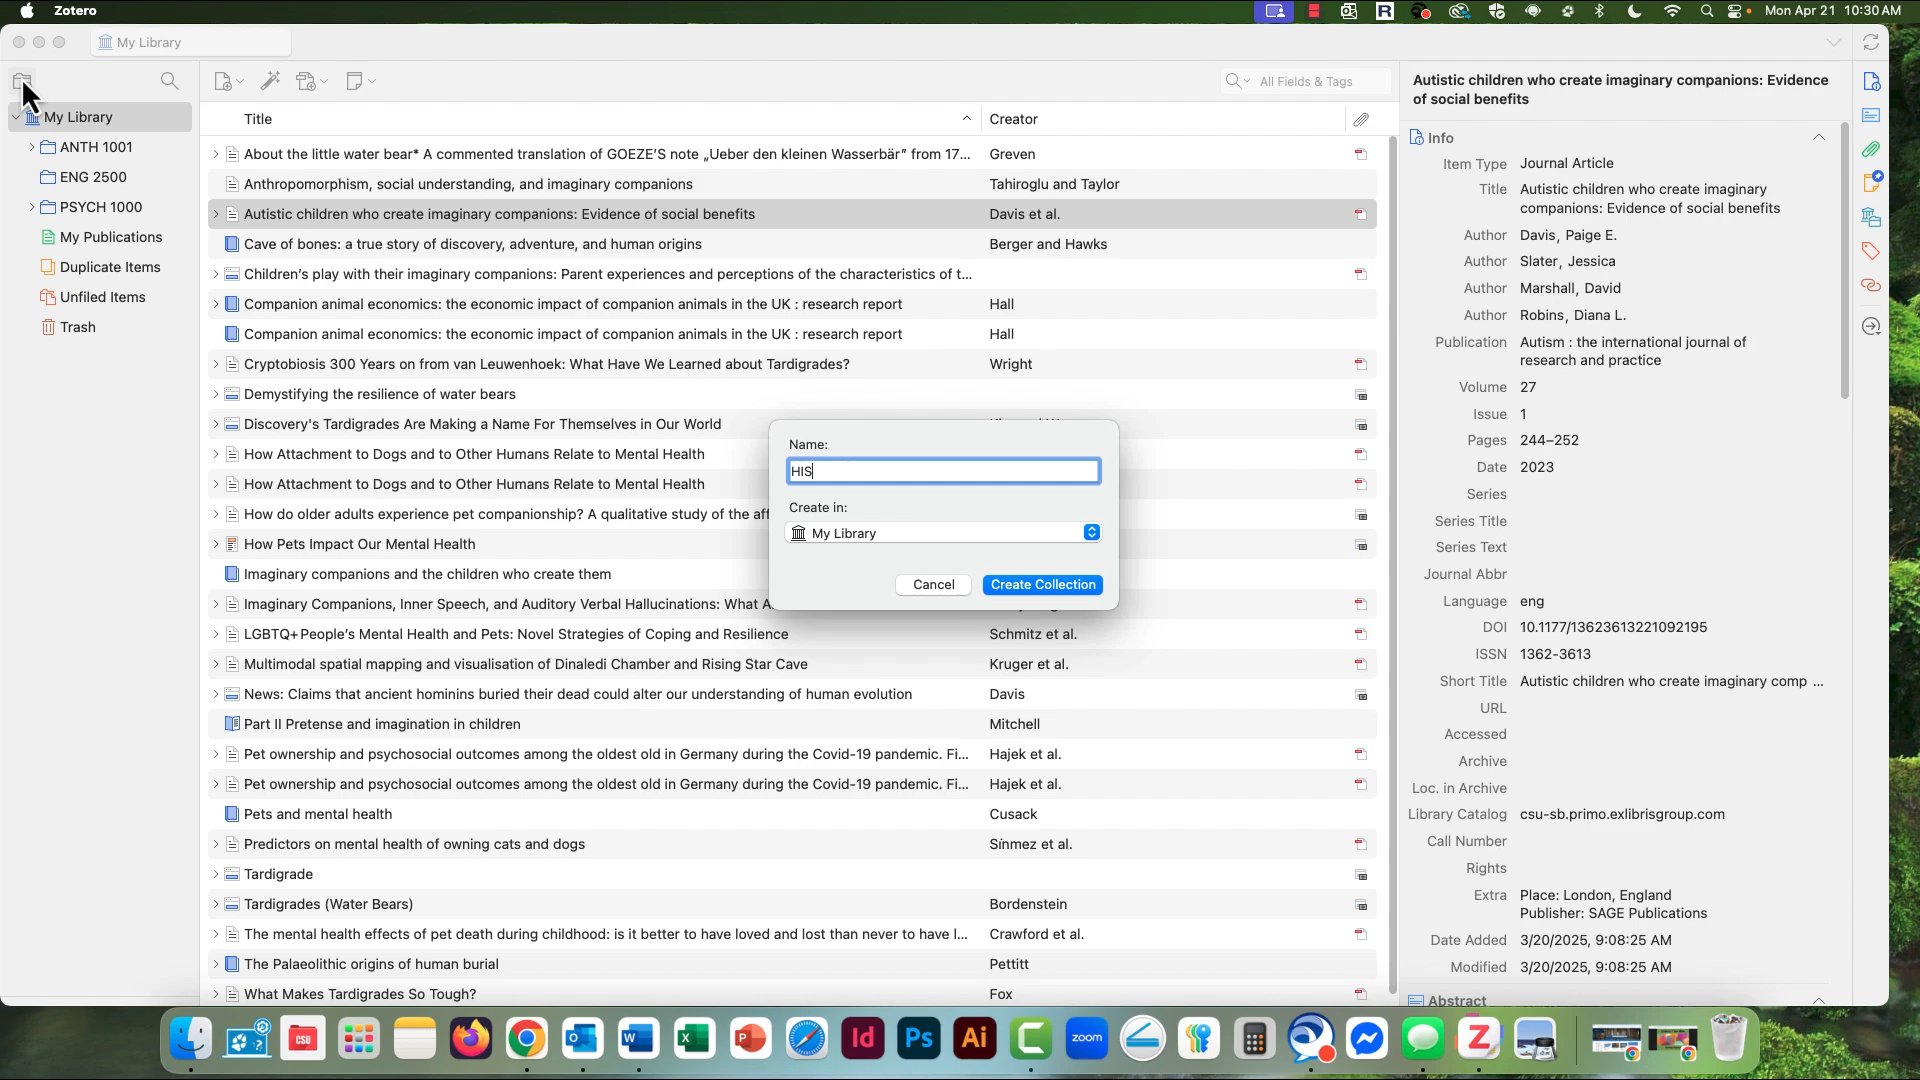 Zotero
Mon Apr 21 10:30 AM
My Library
All Fields & Tags
My Library
ANTH 1001
ENG 2500
PSYCH 1000
My Publications
Duplicate Items
Unfiled Items
Trash
Title Creator
About the little water bear* A commented translation of GOEZE'S note „Ueber den kleinen Wasserbär" from 17... Greven
Anthropomorphism, social understanding, and imaginary companions Tahiroglu and Taylor
Autistic children who create imaginary companions: Evidence of social benefits Davis et al.
Cave of bones: a true story of discovery, adventure, and human origins Berger and Hawks
Children's play with their imaginary companions: Parent experiences and perceptions of the characteristics of t...
Companion animal economics: the economic impact of companion animals in the UK : research report Hall
Companion animal economics: the economic impact of companion animals in the UK : research report Hall
Cryptobiosis 300 Years on from van Leuwenhoek: What Have We Learned about Tardigrades? Wright
Demystifying the resilience of water bears
Discovery's Tardigrades Are Making a Name For Themselves in Our World
How Attachment to Dogs and to Other Humans Relate to Mental Health
How Attachment to Dogs and to Other Humans Relate to Mental Health
How do older adults experience pet companionship? A qualitative study of the aff
How Pets Impact Our Mental Health
Imaginary companions and the children who create them
Imaginary Companions, Inner Speech, and Auditory Verbal Hallucinations: What A
LGBTQ+ People's Mental Health and Pets: Novel Strategies of Coping and Resilience Schmitz et al.
Multimodal spatial mapping and visualisation of Dinaledi Chamber and Rising Star Cave Kruger et al.
News: Claims that ancient hominins buried their dead could alter our understanding of human evolution Davis
Part II Pretense and imagination in children Mitchell
Pet ownership and psychosocial outcomes among the oldest old in Germany during the Covid-19 pandemic. Fi... Hajek et al.
Pet ownership and psychosocial outcomes among the oldest old in Germany during the Covid-19 pandemic. Fi... Hajek et al.
Pets and mental health Cusack
Predictors on mental health of owning cats and dogs Sínmez et al.
Tardigrade
Tardigrades (Water Bears) Bordenstein
The mental health effects of pet death during childhood: is it better to have loved and lost than never to have l... Crawford et al.
The Palaeolithic origins of human burial Pettitt
What Makes Tardigrades So Tough? Fox
Name:
HIS
Create in:
My Library
Cancel Create Collection
Autistic children who create imaginary companions: Evidence
of social benefits
Info
Item Type Journal Article
Title Autistic children who create imaginary
companions: Evidence of social benefits
Author Davis, Paige E.
Author Slater, Jessica
Author Marshall, David
Author Robins, Diana L.
Publication Autism : the international journal of
research and practice
Volume 27
Issue 1
Pages 244–252
Date 2023
Series
Series Title
Series Text
Journal Abbr
Language eng
DOI 10.1177/13623613221092195
ISSN 1362-3613
Short Title Autistic children who create imaginary comp ...
URL
Accessed
Archive
Loc. in Archive
Library Catalog csu-sb.primo.exlibrisgroup.com
Call Number
Rights
Extra Place: London, England
Publisher: SAGE Publications
Date Added 3/20/2025, 9:08:25 AM
Modified 3/20/2025, 9:08:25 AM
Abstract
CSU
Id
Ps
Ai
zoom